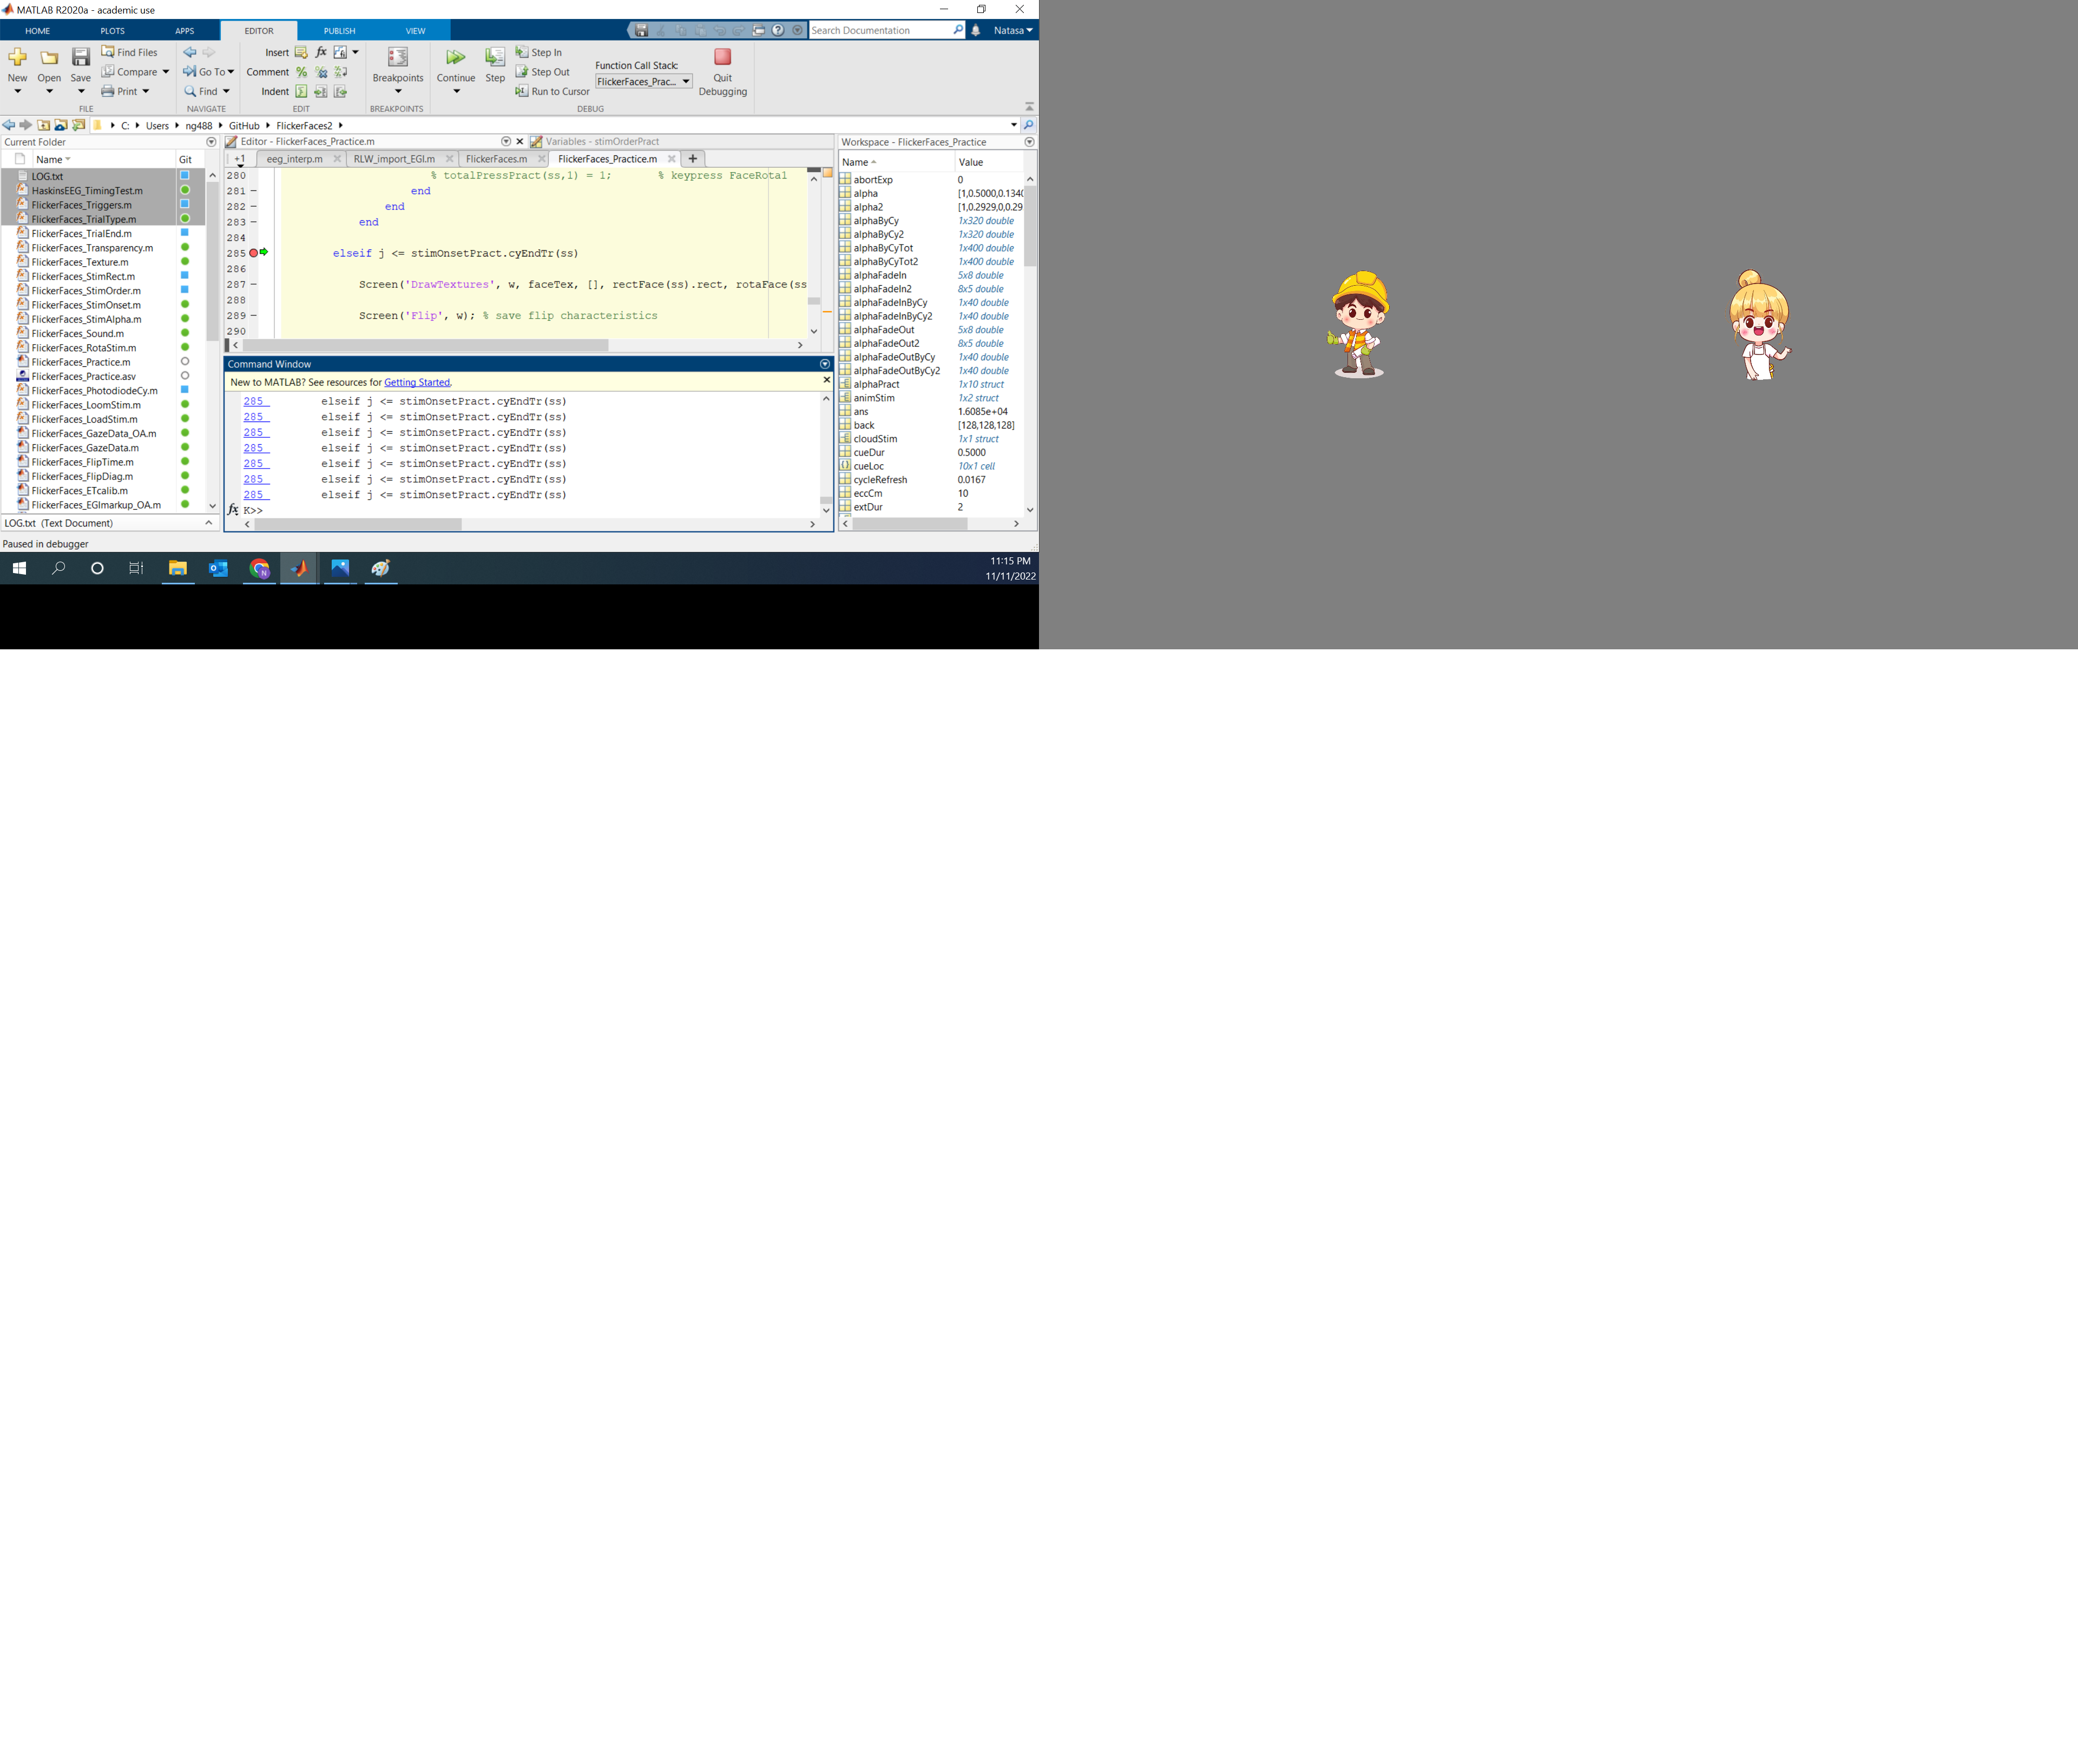 MATLAB R2020a - academic use
HOME PLOTS APPS EDITOR PUBLISH VIEW Search Documentation Natasa
New Open Save Find Files Compare Print
FILE
Go To Find
NAVIGATE
Insert fx
Comment % %
Indent
EDIT
Breakpoints
BREAKPOINTS
Continue Step Step In Step Out Run to Cursor
Function Call Stack:
FlickerFaces_Prac...
Quit Debugging
DEBUG
C: Users ng488 GitHub FlickerFaces2
Current Folder
Name Git
LOG.txt
HaskinsEEG_TimingTest.m
FlickerFaces_Triggers.m
FlickerFaces_TrialType.m
FlickerFaces_TrialEnd.m
FlickerFaces_Transparency.m
FlickerFaces_Texture.m
FlickerFaces_StimRect.m
FlickerFaces_StimOrder.m
FlickerFaces_StimOnset.m
FlickerFaces_StimAlpha.m
FlickerFaces_Sound.m
FlickerFaces_RotaStim.m
FlickerFaces_Practice.m
FlickerFaces_Practice.asv
FlickerFaces_PhotodiodeCy.m
FlickerFaces_LoomStim.m
FlickerFaces_LoadStim.m
FlickerFaces_GazeData_OA.m
FlickerFaces_GazeData.m
FlickerFaces_FlipTime.m
FlickerFaces_FlipDiag.m
FlickerFaces_ETcalib.m
FlickerFaces_EGImarkup_OA.m
LOG.txt (Text Document)
Paused in debugger
Editor - FlickerFaces_Practice.m Variables - stimOrderPract
+1 eeg_interp.m RLW_import_EGI.m FlickerFaces.m FlickerFaces_Practice.m +
280 % totalPressPract(ss,1) = 1; % keypress FaceRotal
281 − end
282 − end
283 − end
284
285 elseif j <= stimOnsetPract.cyEndTr(ss)
286
287 − Screen('DrawTextures', w, faceTex, [], rectFace(ss).rect, rotaFace(ss
288
289 − Screen('Flip', w); % save flip characteristics
290
Command Window
New to MATLAB? See resources for Getting Started.
285 elseif j <= stimOnsetPract.cyEndTr(ss)
285 elseif j <= stimOnsetPract.cyEndTr(ss)
285 elseif j <= stimOnsetPract.cyEndTr(ss)
285 elseif j <= stimOnsetPract.cyEndTr(ss)
285 elseif j <= stimOnsetPract.cyEndTr(ss)
285 elseif j <= stimOnsetPract.cyEndTr(ss)
285 elseif j <= stimOnsetPract.cyEndTr(ss)
fx K>>
Workspace - FlickerFaces_Practice
Name Value
abortExp 0
alpha [1,0.5000,0.1340
alpha2 [1,0.2929,0,0.29
alphaByCy 1x320 double
alphaByCy2 1x320 double
alphaByCyTot 1x400 double
alphaByCyTot2 1x400 double
alphaFadeIn 5x8 double
alphaFadeIn2 8x5 double
alphaFadeInByCy 1x40 double
alphaFadeInByCy2 1x40 double
alphaFadeOut 5x8 double
alphaFadeOut2 8x5 double
alphaFadeOutByCy 1x40 double
alphaFadeOutByCy2 1x40 double
alphaPract 1x10 struct
animStim 1x2 struct
ans 1.6085e+04
back [128,128,128]
cloudStim 1x1 struct
cueDur 0.5000
cueLoc 10x1 cell
cycleRefresh 0.0167
eccCm 10
extDur 2
11:15 PM
11/11/2022